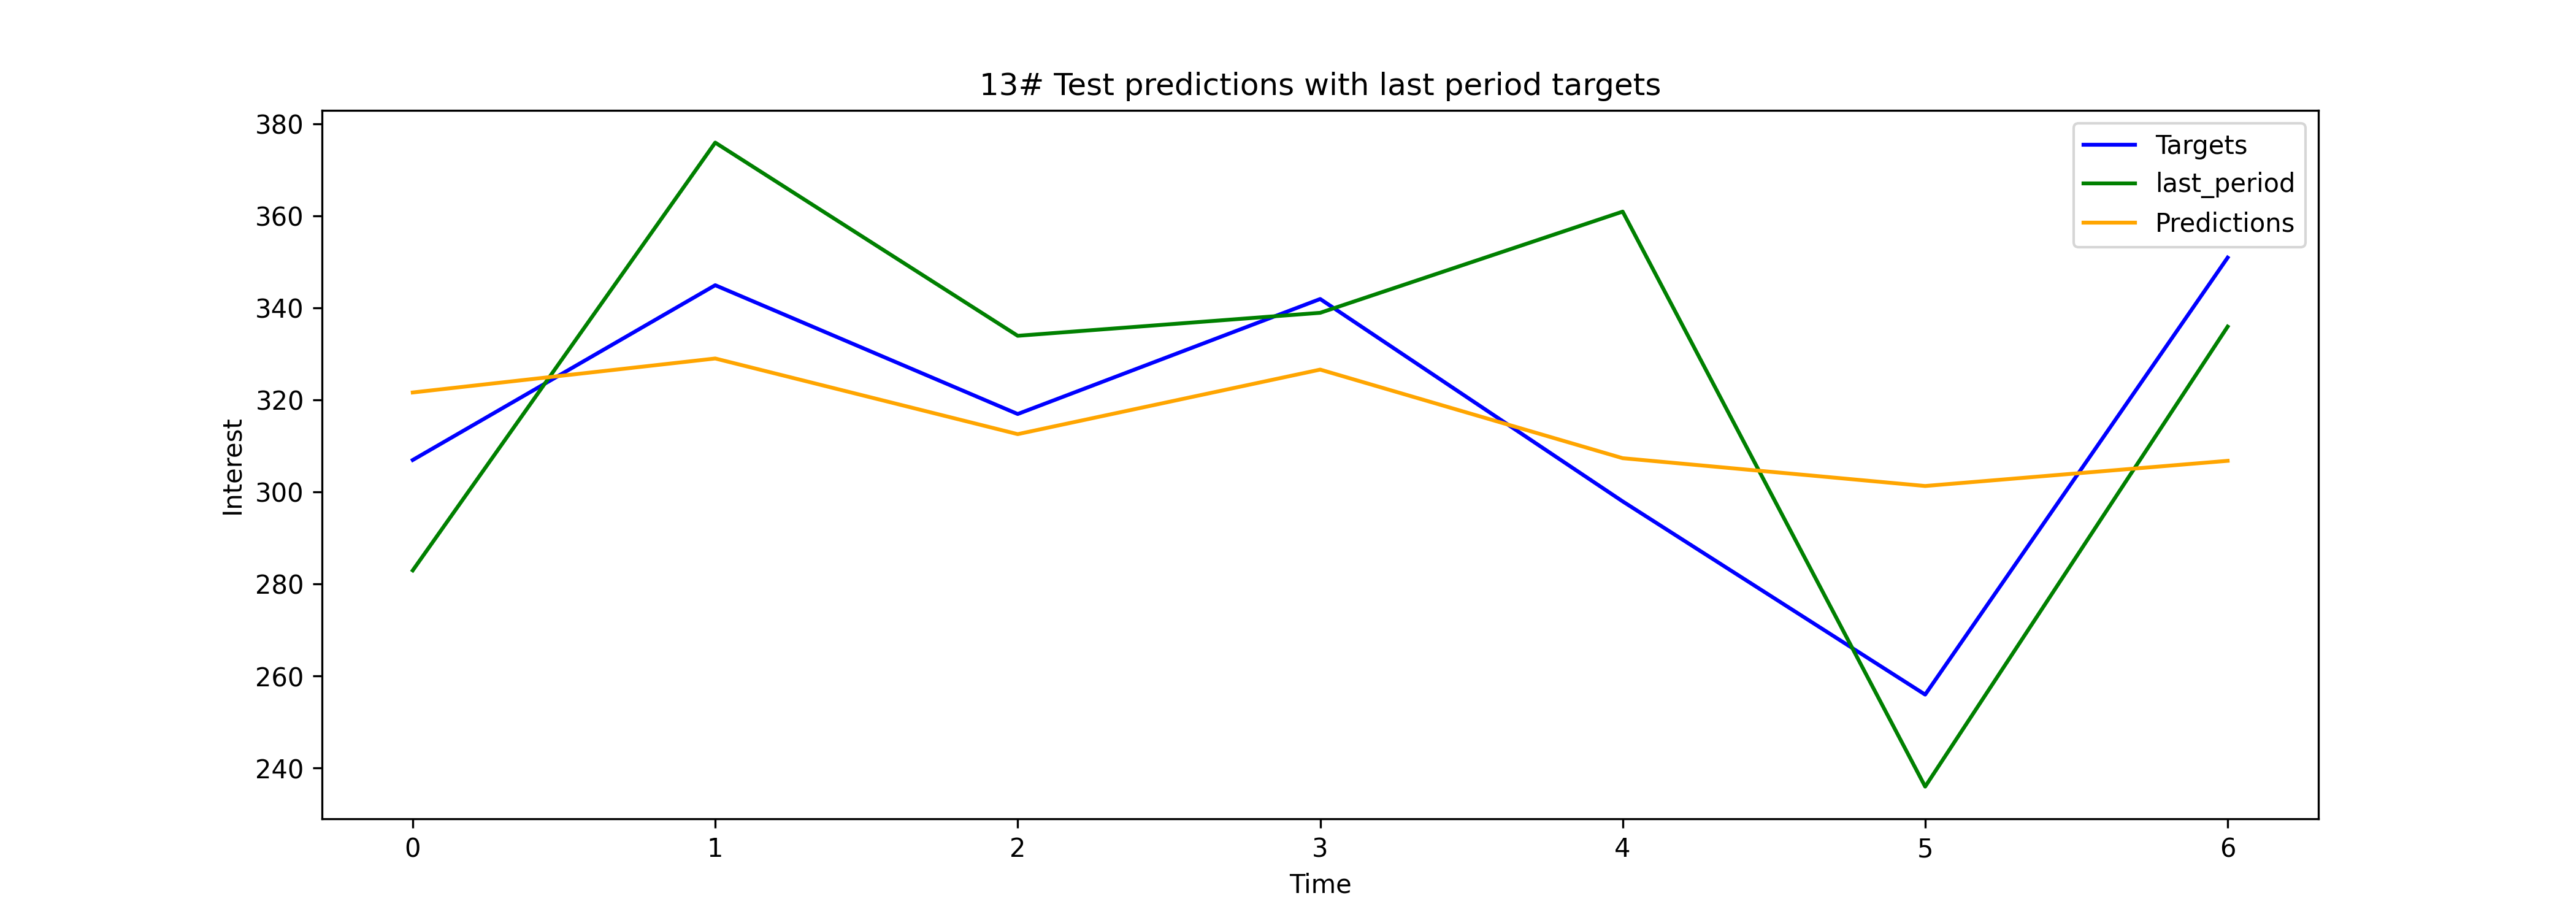 13# Test predictions with last period targets
Targets
last_period
Predictions
Interest
380
360
340
320
300
280
260
240
0 1 2 3 4 5 6
Time